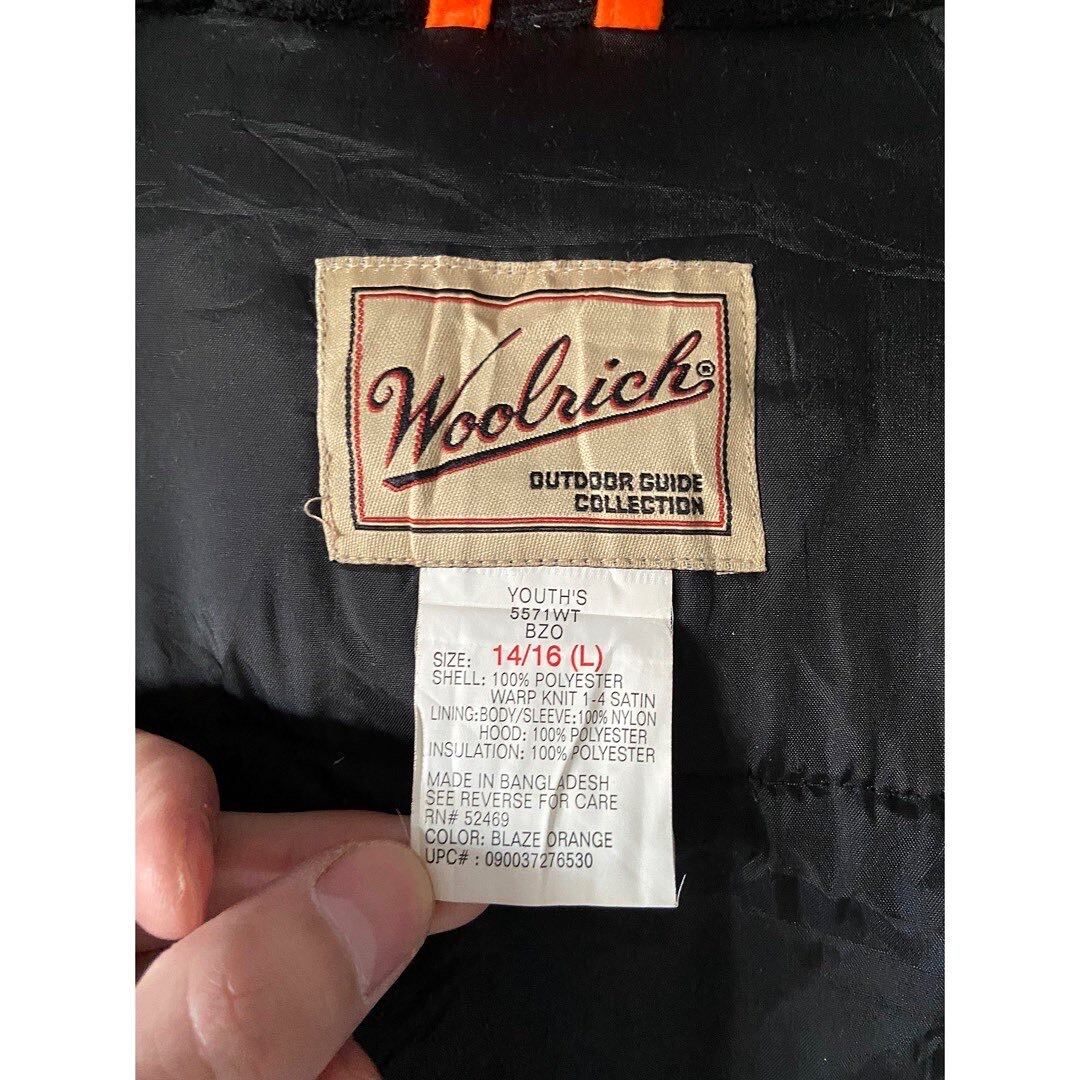 Woolrich®
OUTDOOR GUIDE
COLLECTION
YOUTH'S
5571WT
BZO
SIZE: 14/16 (L)
SHELL: 100% POLYESTER
WARP KNIT 1-4 SATIN
LINING:BODY/SLEEVE:100% NYLON
HOOD: 100% POLYESTER
INSULATION: 100% POLYESTER
MADE IN BANGLADESH
SEE REVERSE FOR CARE
RN# 52469
COLOR: BLAZE ORANGE
UPC# : 090037276530